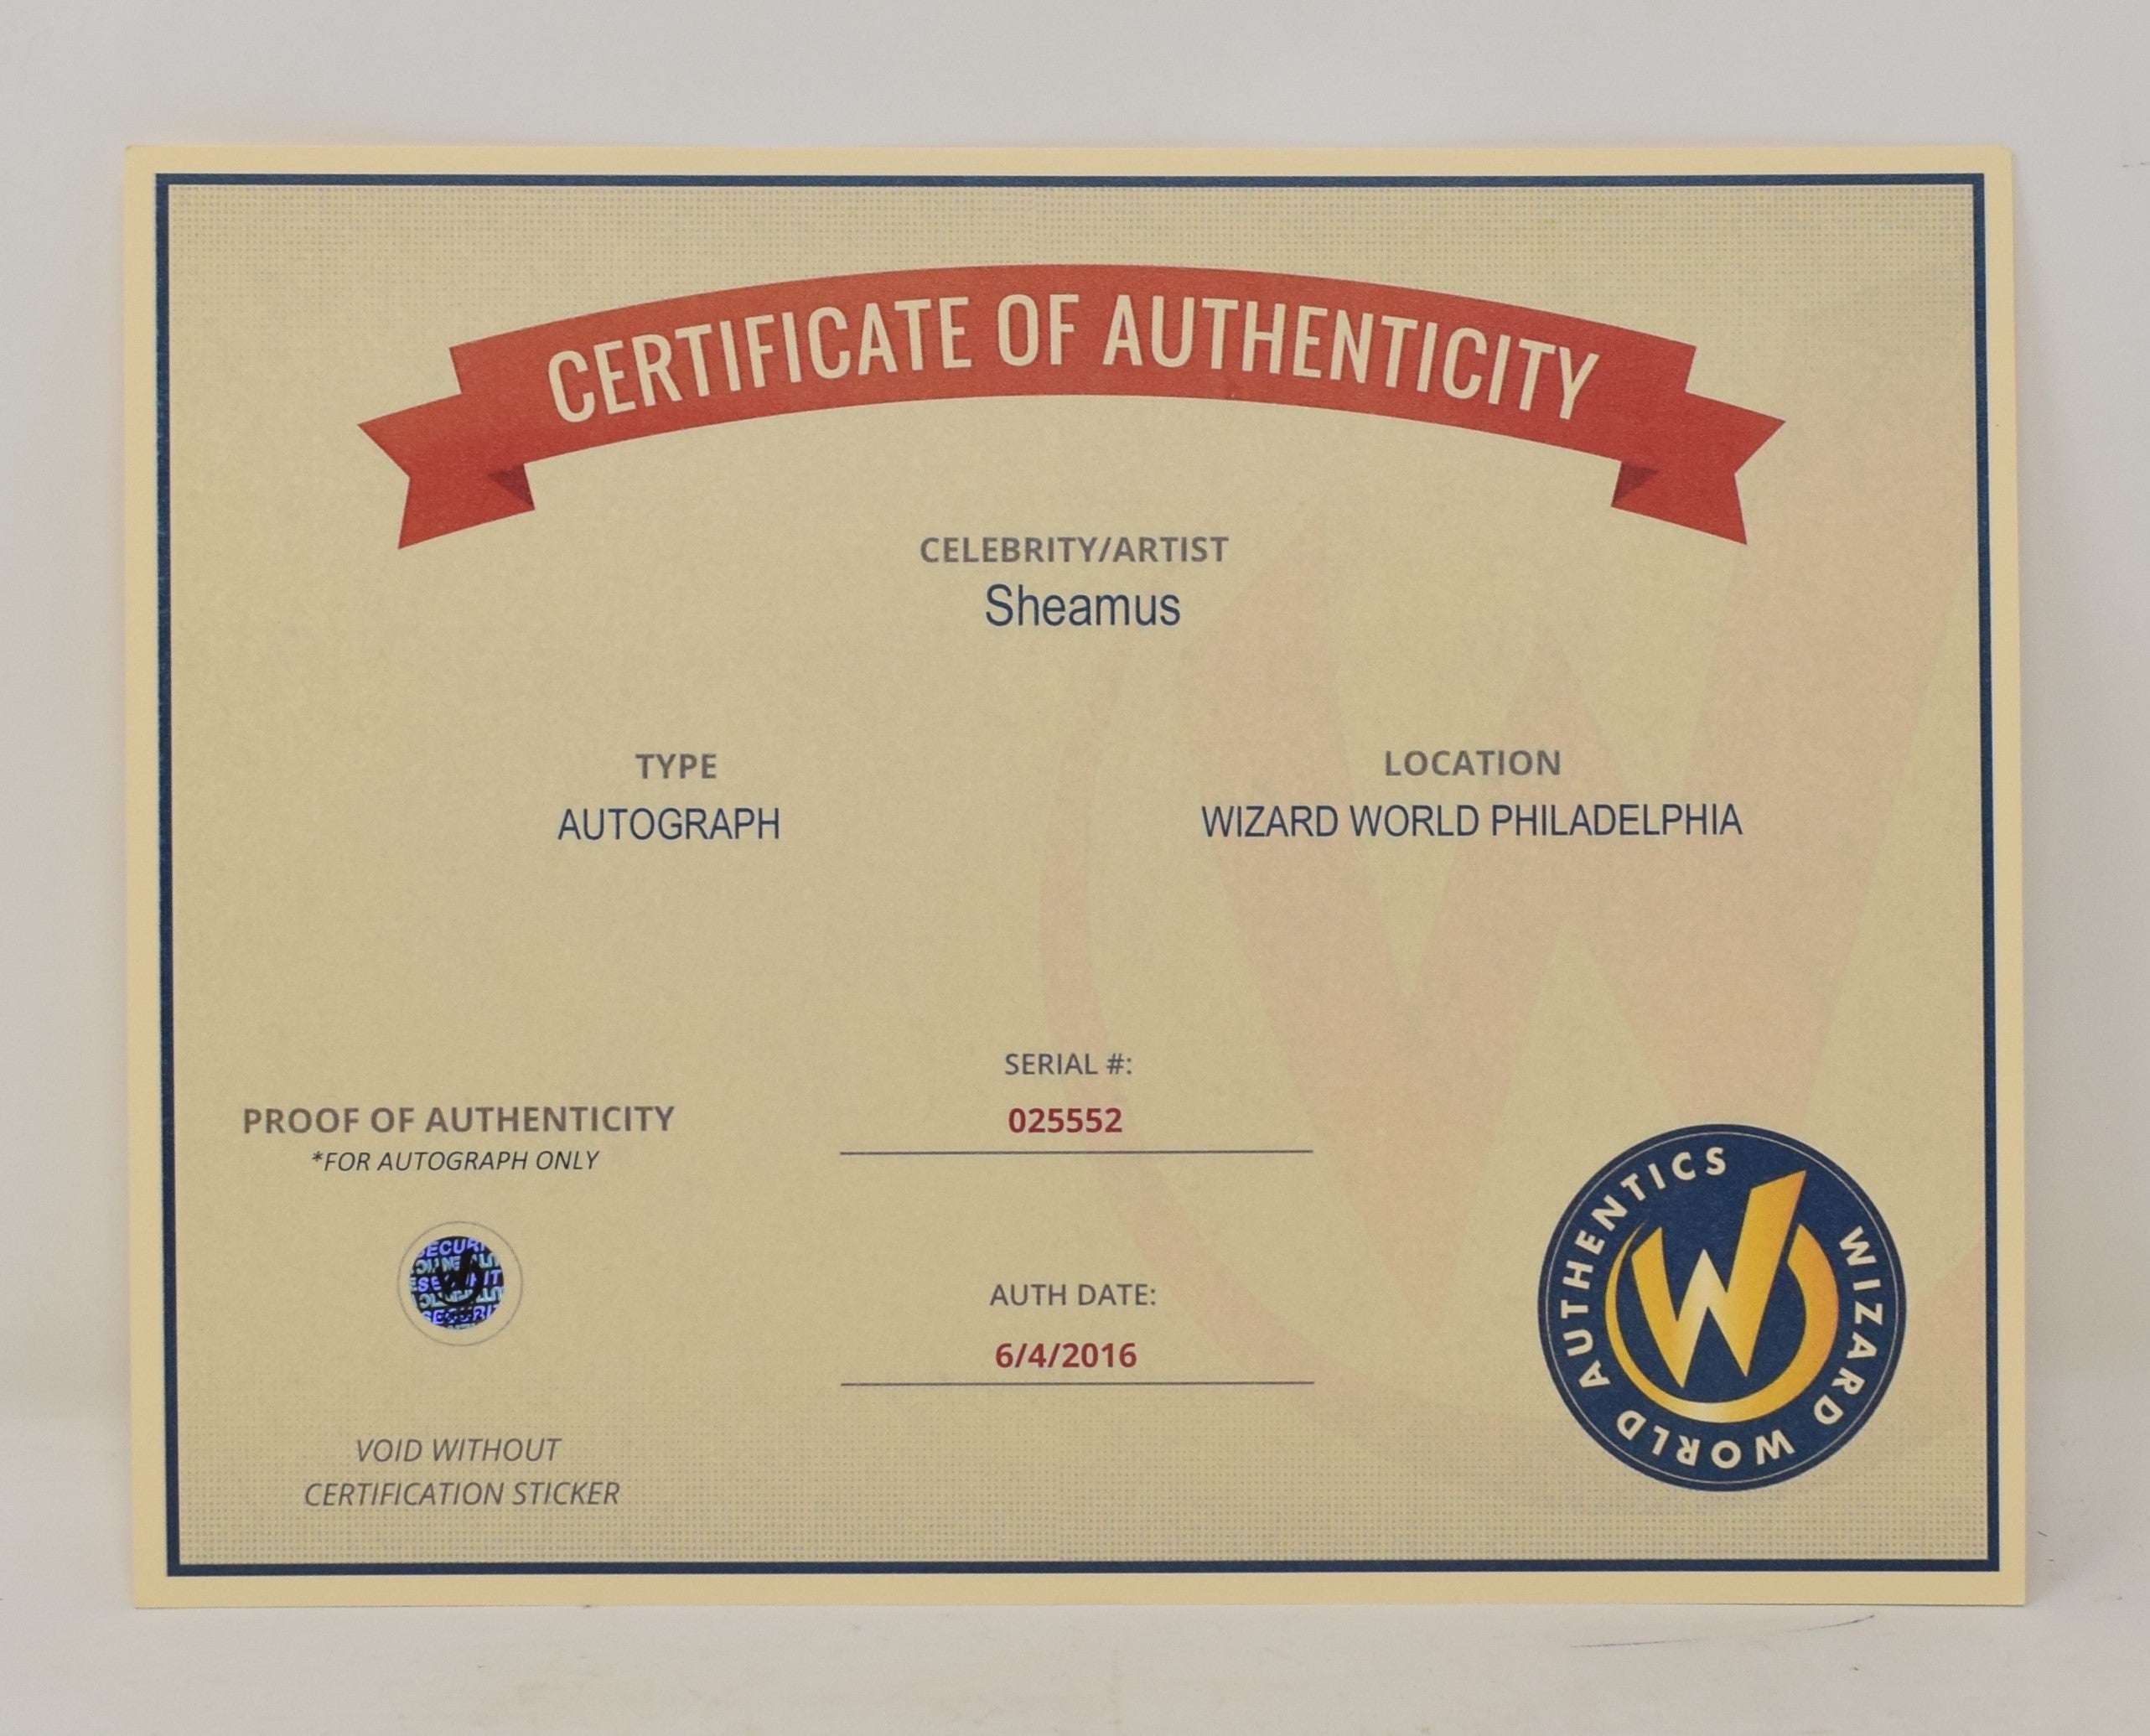 CERTIFICATE OF AUTHENTICITY
CELEBRITY/ARTIST
Sheamus
TYPE
AUTOGRAPH
LOCATION
WIZARD WORLD PHILADELPHIA
SERIAL #:
025552
PROOF OF AUTHENTICITY
*FOR AUTOGRAPH ONLY
AUTH DATE:
6/4/2016
VOID WITHOUT
CERTIFICATION STICKER
WIZARD WORLD AUTHENTICS
W